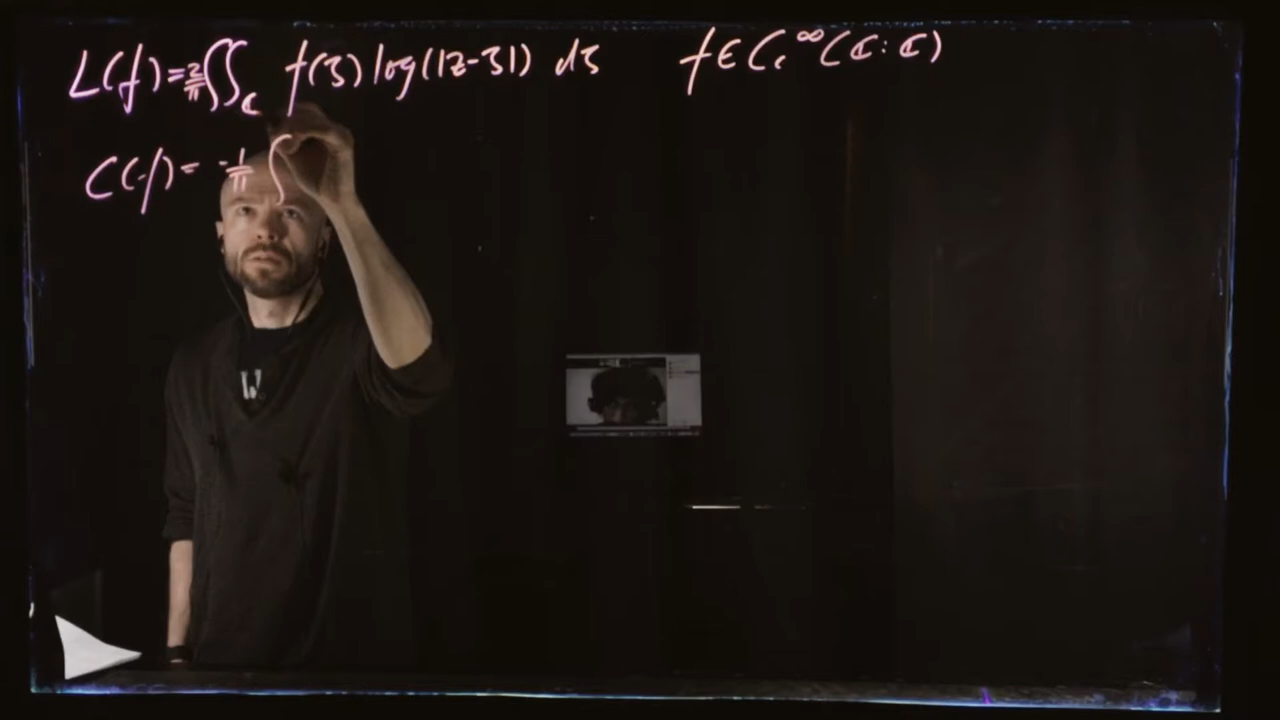 L(f) = 2/π ∬_ℂ f(ζ) log(|z-ζ|) dζ f ∈ C_c^∞(ℂ:ℂ)
C(f) = -1/π ∫
W